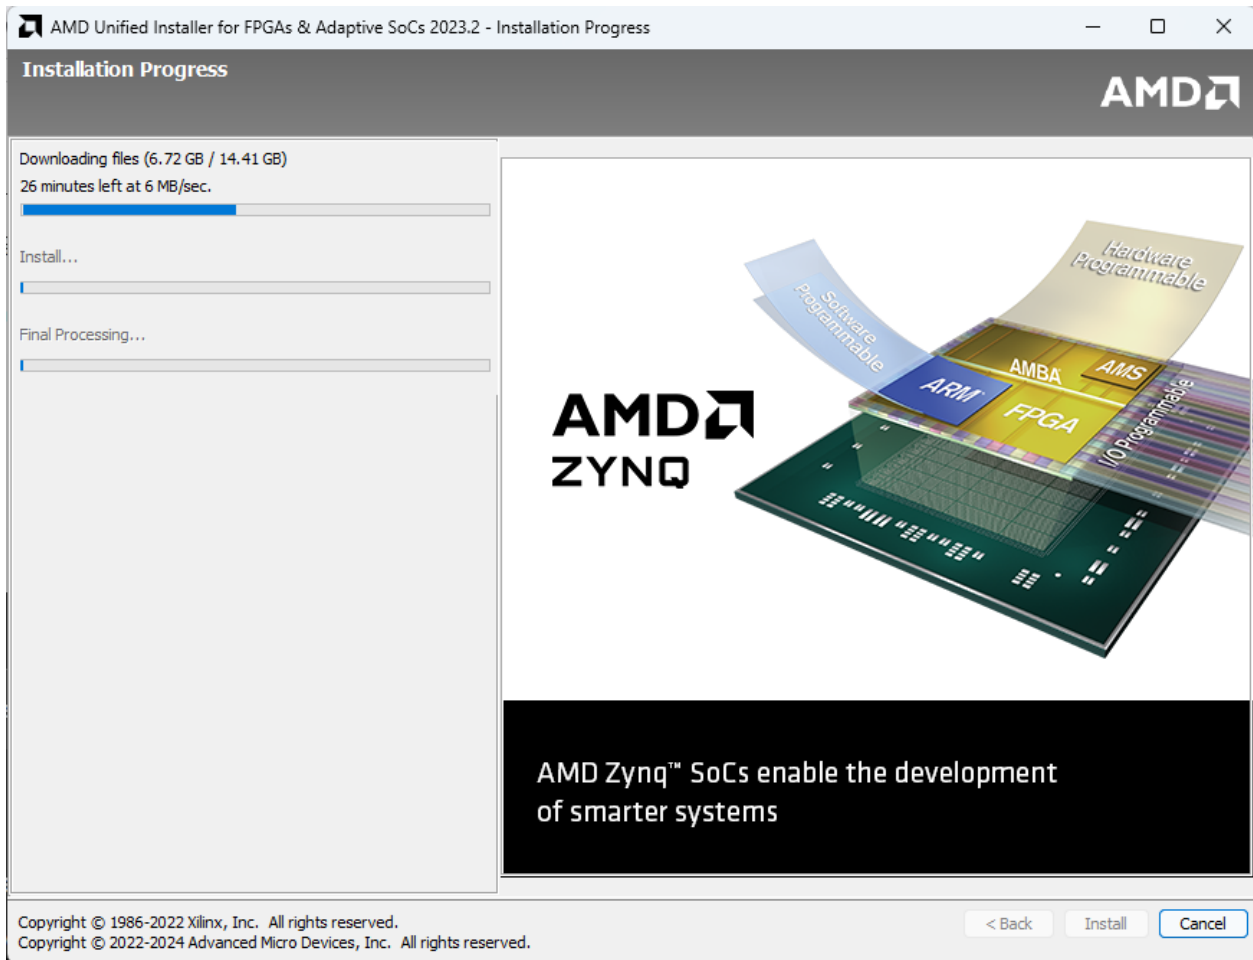 AMD Unified Installer for FPGAs & Adaptive SoCs 2023.2 - Installation Progress
Installation Progress
AMD
Downloading files (6.72 GB / 14.41 GB)
26 minutes left at 6 MB/sec.
Install...
Final Processing...
Hardware
Programmable
Software
Programmable
AMBA
AMS
ARM
FPGA
I/O Programmable
AMD
ZYNQ
AMD Zynq™ SoCs enable the development
of smarter systems
Copyright © 1986-2022 Xilinx, Inc. All rights reserved.
Copyright © 2022-2024 Advanced Micro Devices, Inc. All rights reserved.
< Back
Install
Cancel